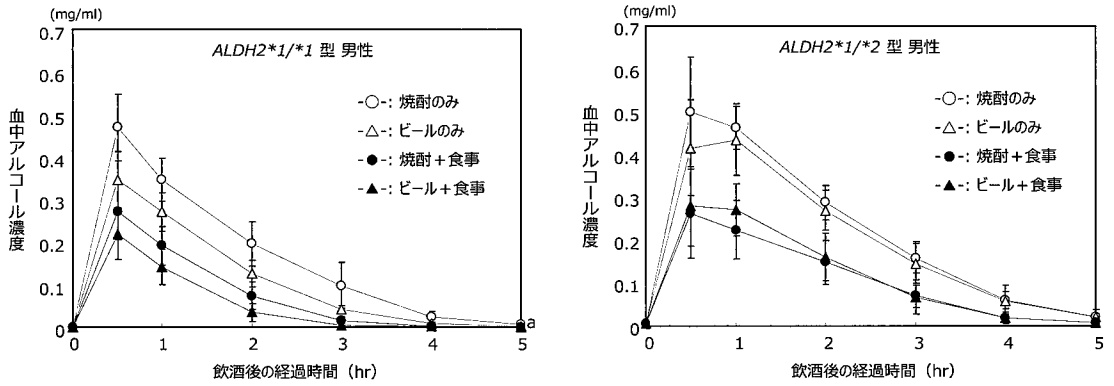 (mg/ml)
0.7
0.6
0.5
0.4
0.3
0.2
0.1
0
血中アルコール濃度
ALDH2*1/*1 型 男性
-○-: 焼酎のみ
-△-: ビールのみ
-●-: 焼酎+食事
-▲-: ビール+食事
a
0 1 2 3 4 5
飲酒後の経過時間 (hr)
(mg/ml)
0.7
0.6
0.5
0.4
0.3
0.2
0.1
0
血中アルコール濃度
ALDH2*1/*2 型 男性
-○-: 焼酎のみ
-△-: ビールのみ
-●-: 焼酎+食事
-▲-: ビール+食事
0 1 2 3 4 5
飲酒後の経過時間 (hr)